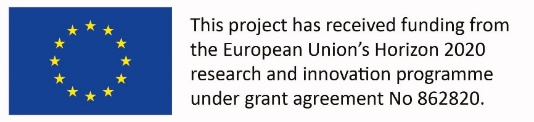 This project has received funding from
the European Union's Horizon 2020
research and innovation programme
under grant agreement No 862820.